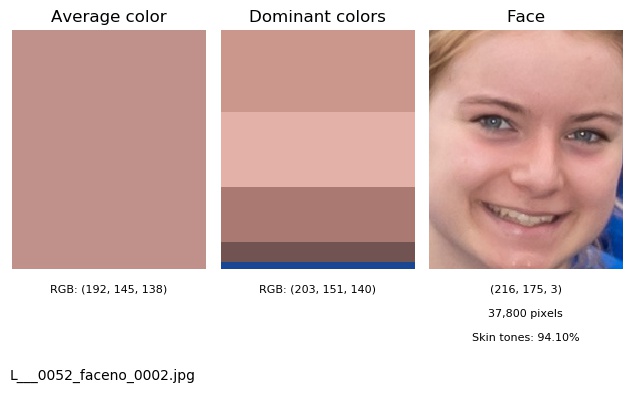 Average color
Dominant colors
Face
RGB: (192, 145, 138)
RGB: (203, 151, 140)
(216, 175, 3)
37,800 pixels
Skin tones: 94.10%
L___0052_faceno_0002.jpg